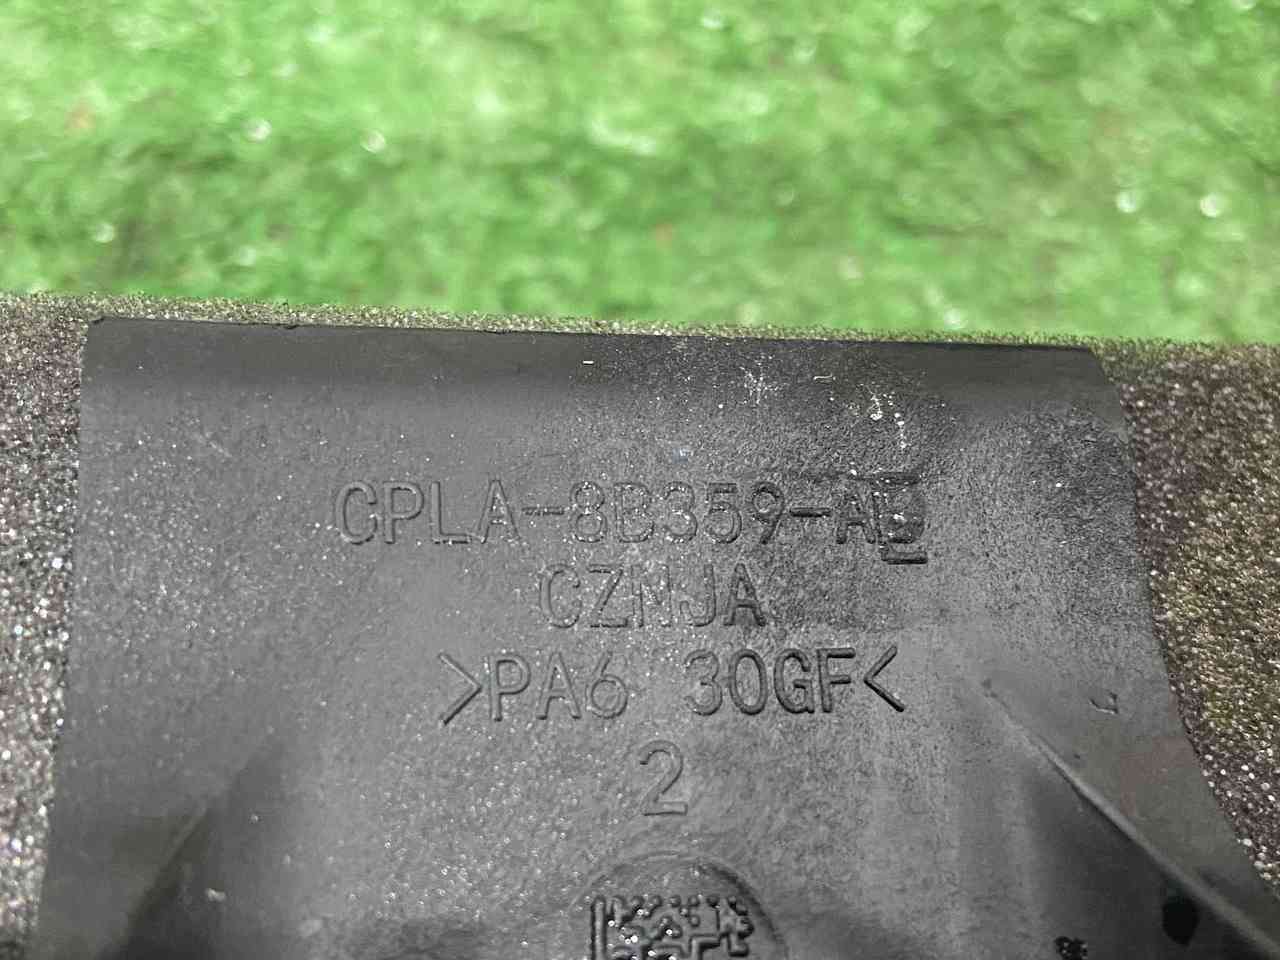 CPLA-8B359-AD
CZNJA
>PA6 30GF<
2